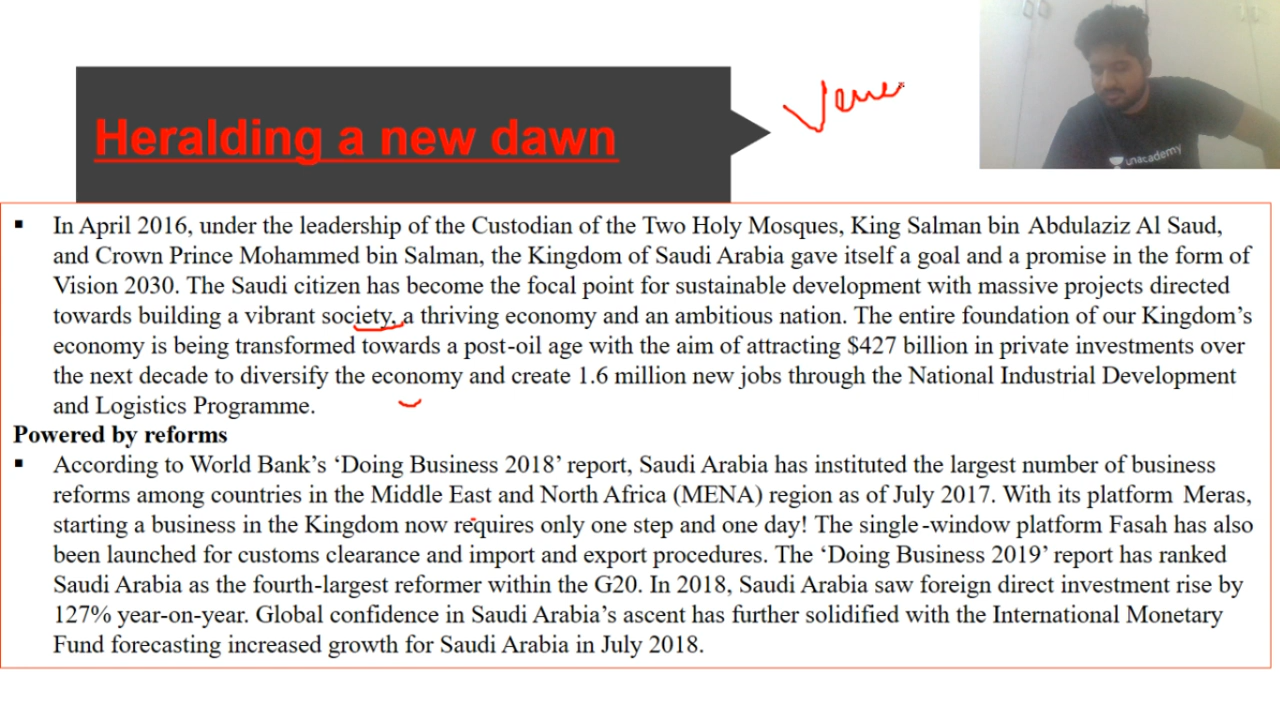 Heralding a new dawn
Vene
unacademy
▪ In April 2016, under the leadership of the Custodian of the Two Holy Mosques, King Salman bin Abdulaziz Al Saud,
and Crown Prince Mohammed bin Salman, the Kingdom of Saudi Arabia gave itself a goal and a promise in the form of
Vision 2030. The Saudi citizen has become the focal point for sustainable development with massive projects directed
towards building a vibrant society, a thriving economy and an ambitious nation. The entire foundation of our Kingdom’s
economy is being transformed towards a post-oil age with the aim of attracting $427 billion in private investments over
the next decade to diversify the economy and create 1.6 million new jobs through the National Industrial Development
and Logistics Programme.
Powered by reforms
▪ According to World Bank’s ‘Doing Business 2018’ report, Saudi Arabia has instituted the largest number of business
reforms among countries in the Middle East and North Africa (MENA) region as of July 2017. With its platform Meras,
starting a business in the Kingdom now requires only one step and one day! The single-window platform Fasah has also
been launched for customs clearance and import and export procedures. The ‘Doing Business 2019’ report has ranked
Saudi Arabia as the fourth-largest reformer within the G20. In 2018, Saudi Arabia saw foreign direct investment rise by
127% year-on-year. Global confidence in Saudi Arabia’s ascent has further solidified with the International Monetary
Fund forecasting increased growth for Saudi Arabia in July 2018.